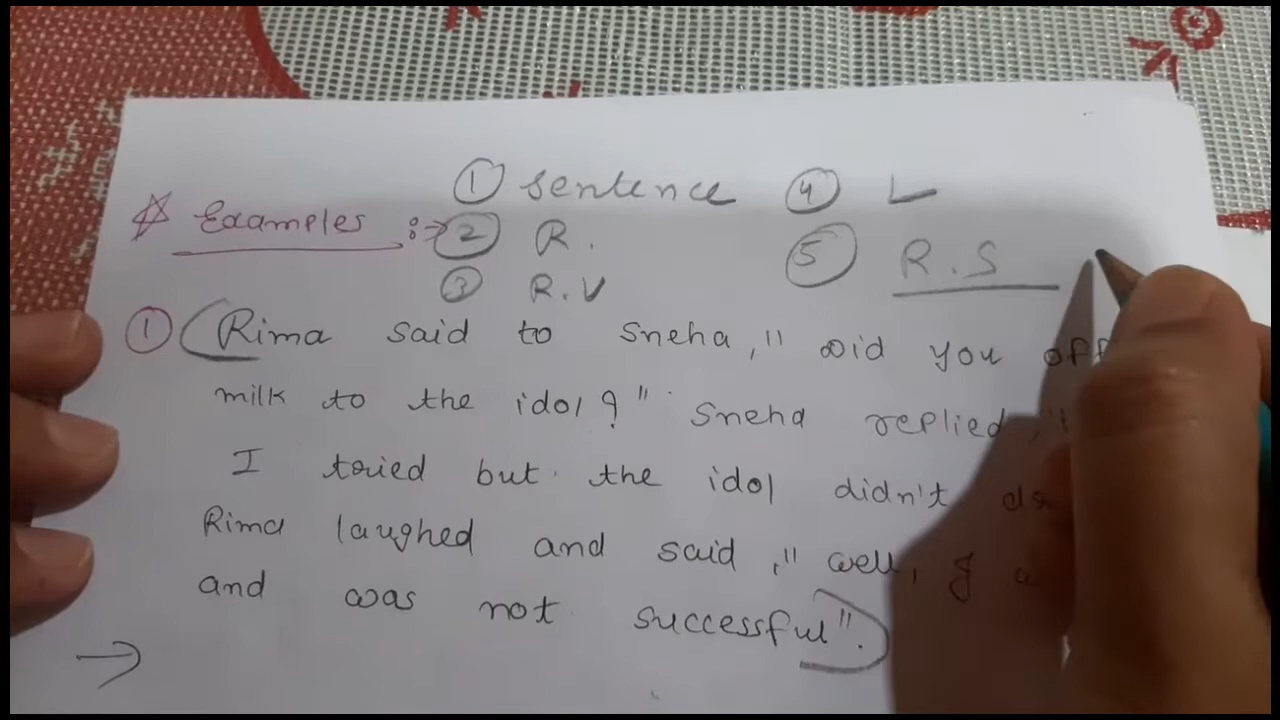 ① sentence ④ L
☆ Examples :→ ② R. ⑤ R.S
③ R.V
① Rima said to Sneha, " Did you
milk to the idol ? " Sneha replied, "
I tried but the idol didn't
Rima laughed and said, " well, I
and was not successful".
→